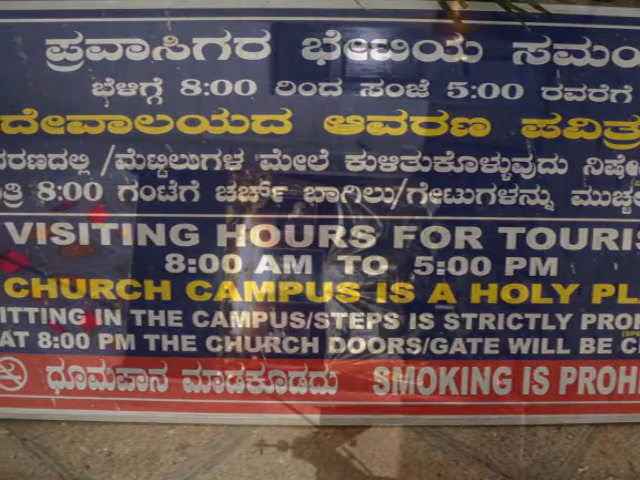 ಪ್ರವಾಸಿಗರ ಭೇಟಿಯ
ಬೆಳಿಗ್ಗೆ 8:00 ರಿಂದ ಸಂಜೆ 5:00 ರವರೆಗೆ
ದೇವಾಲಯದ ಆವರಣ ಪವಿತ್ರ
/ಮೆಟ್ಟಿಲುಗಳ ಮೇಲೆ ಕುಳಿತುಕೊಳ್ಳುವುದು
8:00 ಗಂಟೆಗೆ ಚರ್ಚ್ ಬಾಗಿಲು/ಗೇಟುಗಳನ್ನು
VISITING HOURS FOR
8:00 AM TO 5:00 PM
CHURCH CAMPUS IS A HOLY
IN THE CAMPUS/STEPS IS STRICTLY
AT 8:00 PM THE CHURCH DOORS/GATE WILL BE
ಧೂಮಪಾನ ಮಾಡಕೂಡದು SMOKING IS